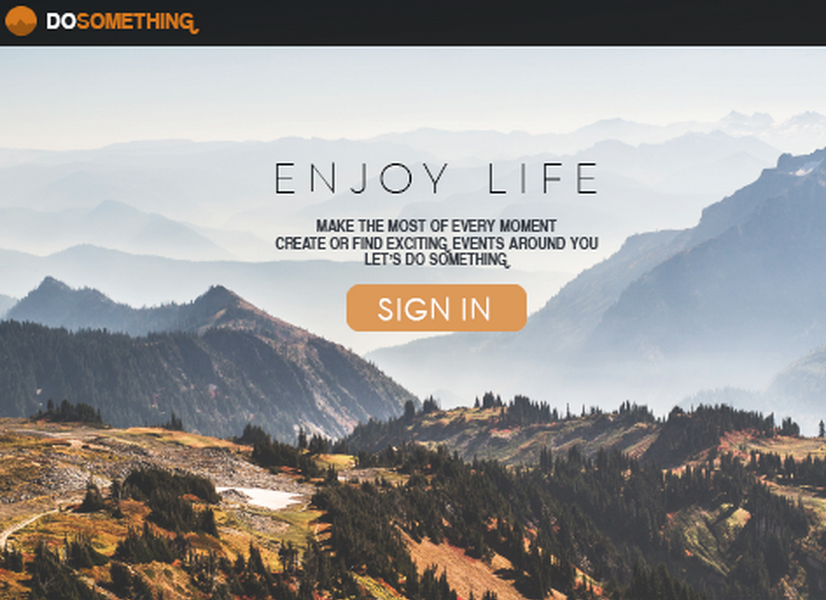 DOSOMETHING
ENJOY LIFE
MAKE THE MOST OF EVERY MOMENT
CREATE OR FIND EXCITING EVENTS AROUND YOU
LET'S DO SOMETHING
SIGN IN